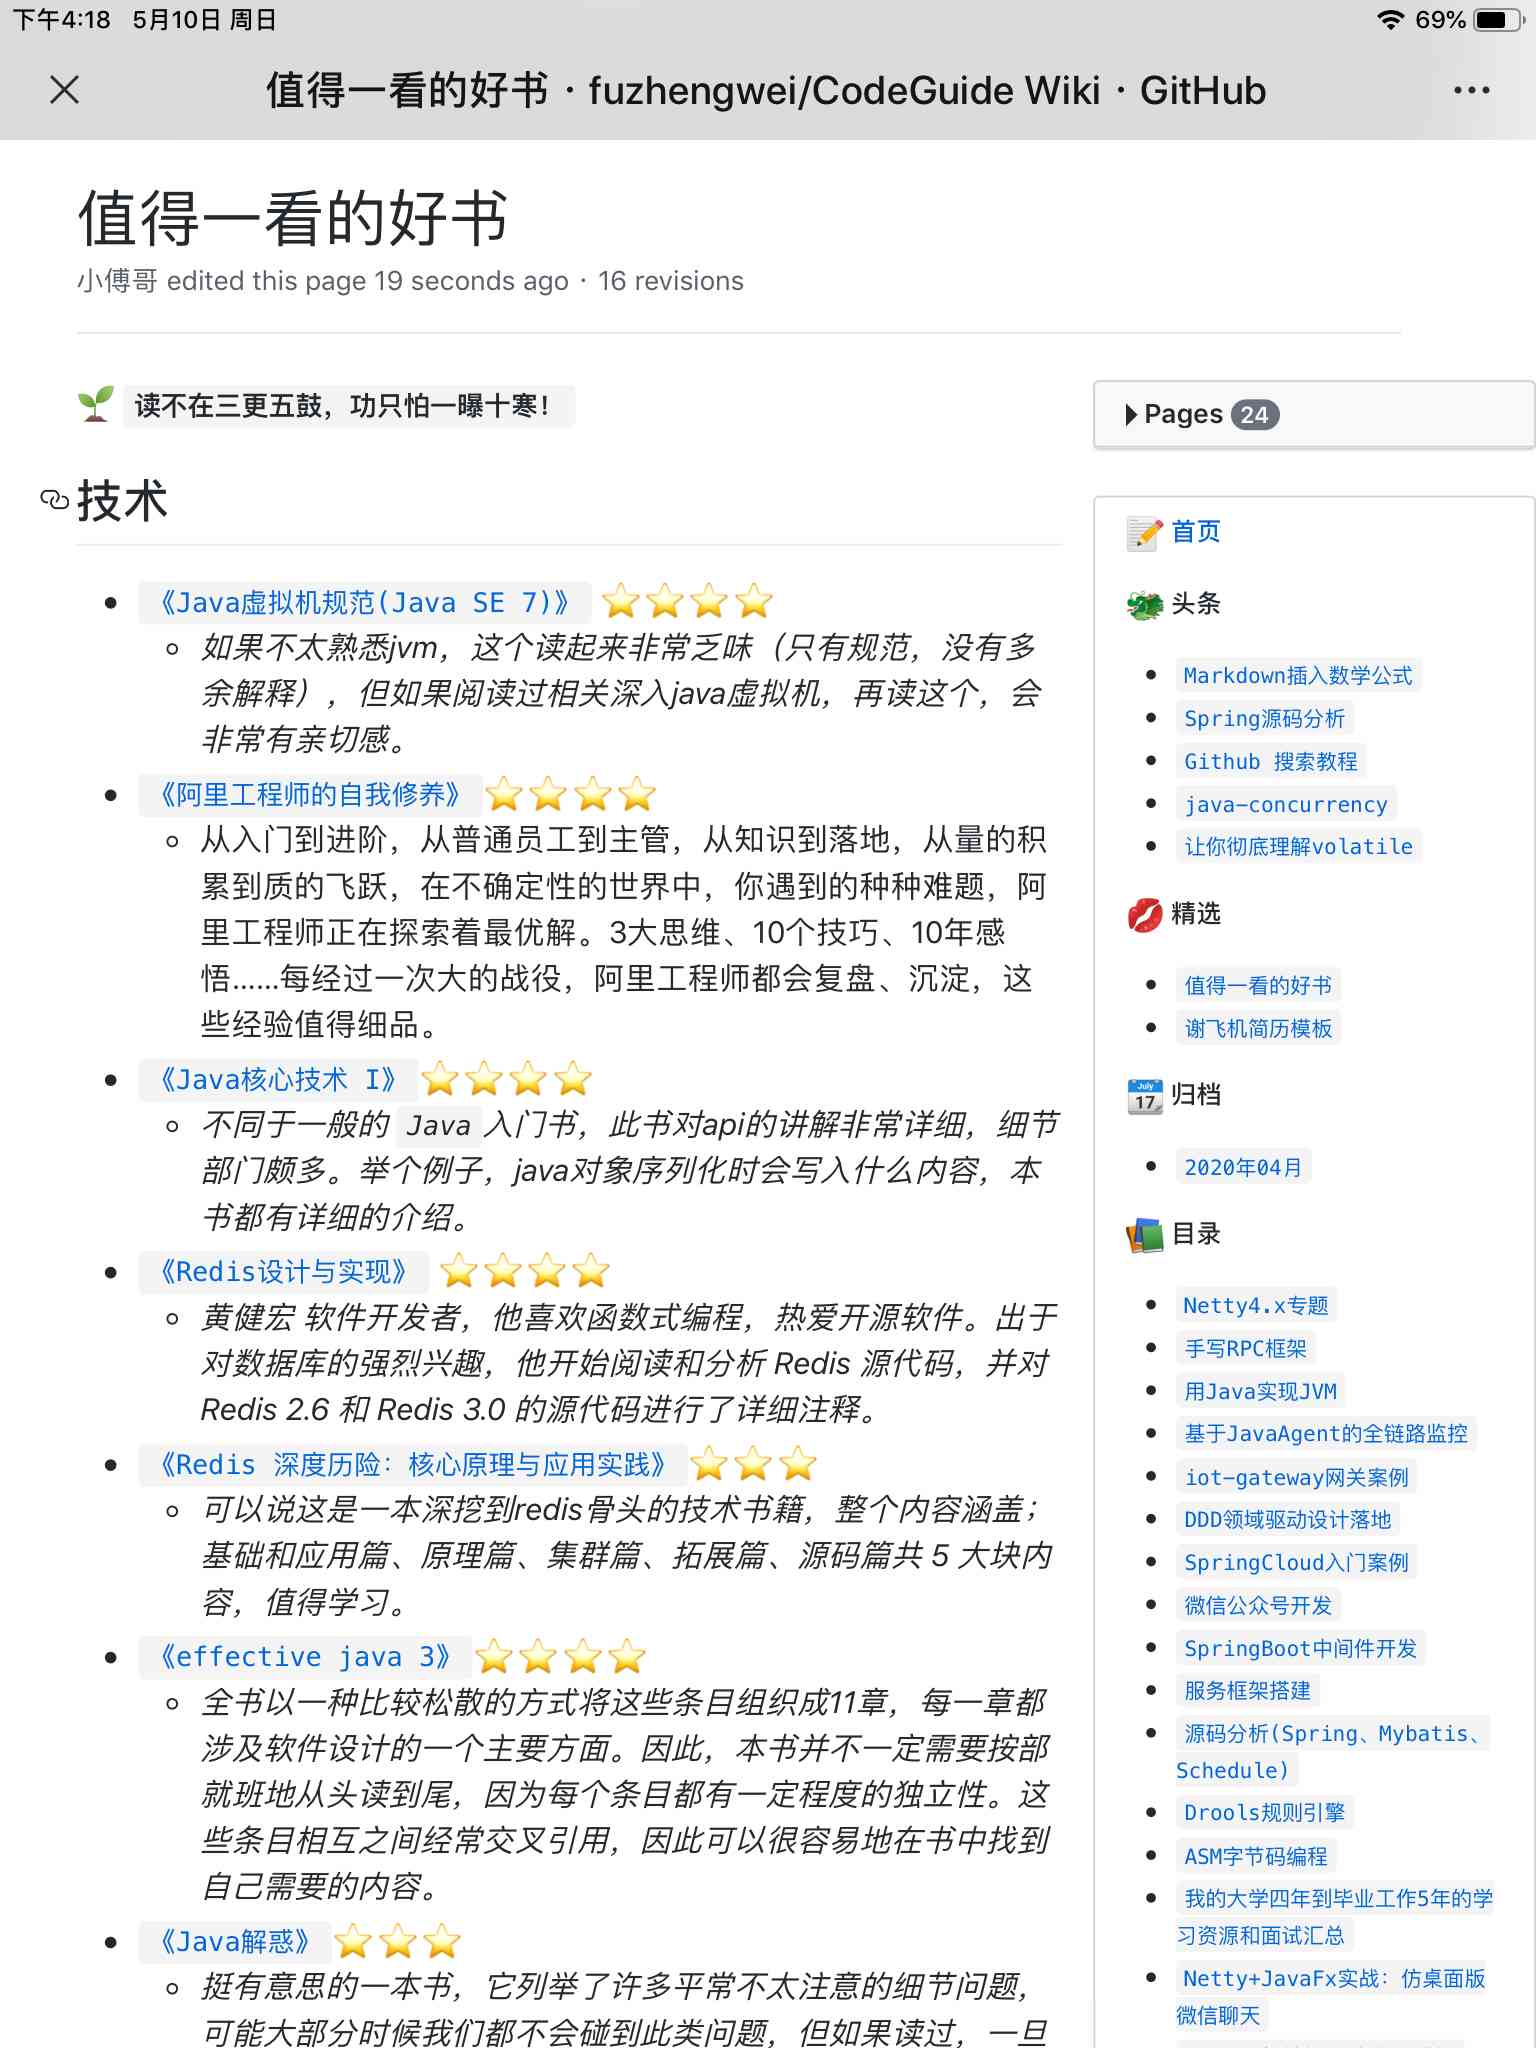 下午4:18 5月10日 周日
69%
值得一看的好书 · fuzhengwei/CodeGuide Wiki · GitHub
值得一看的好书
小傅哥 edited this page 19 seconds ago · 16 revisions
读不在三更五鼓，功只怕一曝十寒！
技术
《Java虚拟机规范(Java SE 7)》
如果不太熟悉jvm，这个读起来非常乏味（只有规范，没有多
余解释），但如果阅读过相关深入java虚拟机，再读这个，会
非常有亲切感。
《阿里工程师的自我修养》
从入门到进阶，从普通员工到主管，从知识到落地，从量的积
累到质的飞跃，在不确定性的世界中，你遇到的种种难题，阿
里工程师正在探索着最优解。3大思维、10个技巧、10年感
悟......每经过一次大的战役，阿里工程师都会复盘、沉淀，这
些经验值得细品。
《Java核心技术 I》
不同于一般的 Java 入门书，此书对api的讲解非常详细，细节
部门颇多。举个例子，java对象序列化时会写入什么内容，本
书都有详细的介绍。
《Redis设计与实现》
黄健宏 软件开发者，他喜欢函数式编程，热爱开源软件。出于
对数据库的强烈兴趣，他开始阅读和分析 Redis 源代码，并对
Redis 2.6 和 Redis 3.0 的源代码进行了详细注释。
《Redis 深度历险：核心原理与应用实践》
可以说这是一本深挖到redis骨头的技术书籍，整个内容涵盖；
基础和应用篇、原理篇、集群篇、拓展篇、源码篇共 5 大块内
容，值得学习。
《effective java 3》
全书以一种比较松散的方式将这些条目组织成11章，每一章都
涉及软件设计的一个主要方面。因此，本书并不一定需要按部
就班地从头读到尾，因为每个条目都有一定程度的独立性。这
些条目相互之间经常交叉引用，因此可以很容易地在书中找到
自己需要的内容。
《Java解惑》
挺有意思的一本书，它列举了许多平常不太注意的细节问题，
可能大部分时候我们都不会碰到此类问题，但如果读过，一旦
Pages 24
首页
头条
Markdown插入数学公式
Spring源码分析
Github 搜索教程
java-concurrency
让你彻底理解volatile
精选
值得一看的好书
谢飞机简历模板
July
17
归档
2020年04月
目录
Netty4.x专题
手写RPC框架
用Java实现JVM
基于JavaAgent的全链路监控
iot-gateway网关案例
DDD领域驱动设计落地
SpringCloud入门案例
微信公众号开发
SpringBoot中间件开发
服务框架搭建
源码分析(Spring、Mybatis、
Schedule)
Drools规则引擎
ASM字节码编程
我的大学四年到毕业工作5年的学
习资源和面试汇总
Netty+JavaFx实战：仿桌面版
微信聊天